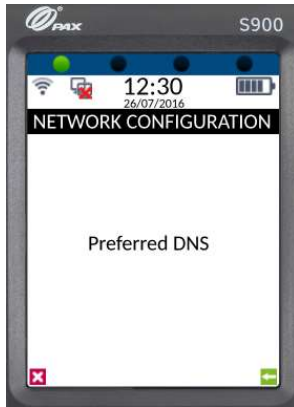 PAX S900
12:30
26/07/2016
NETWORK CONFIGURATION
Preferred DNS